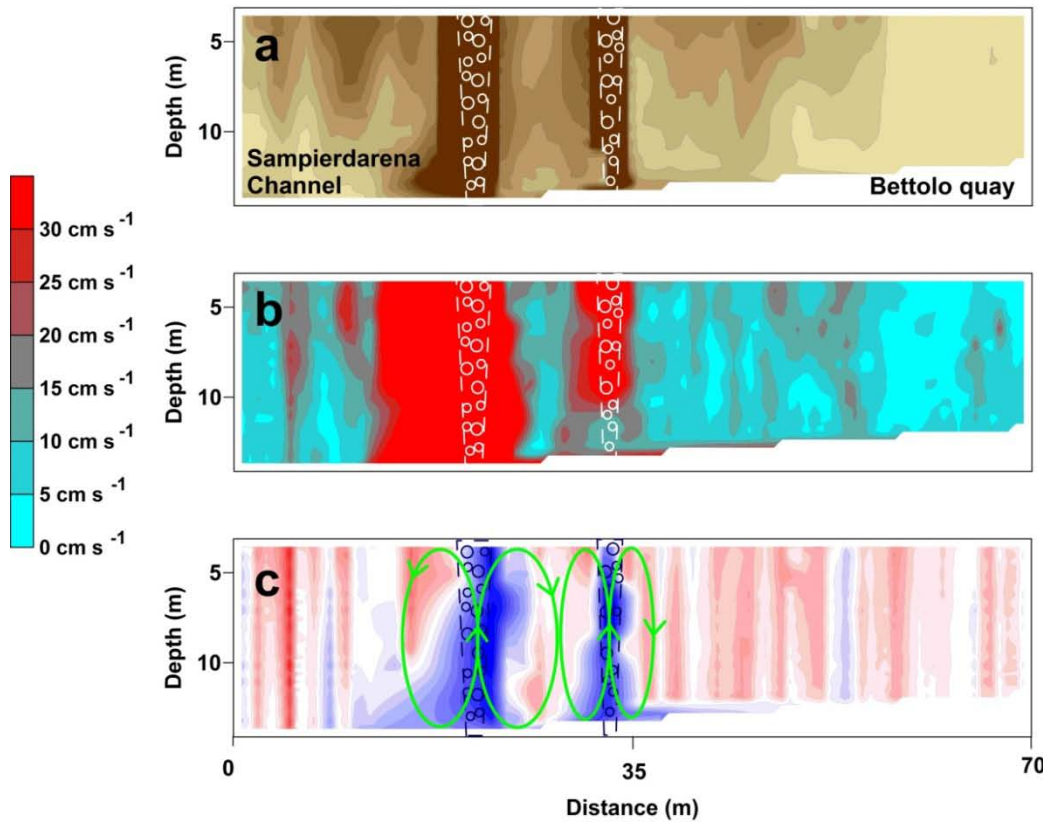 a
5
10
Depth (m)
Sampierdarena
Channel
Bettolo quay
30 cm s -1
25 cm s -1
20 cm s -1
15 cm s -1
10 cm s -1
5 cm s -1
0 cm s -1
b
5
10
Depth (m)
c
5
10
Depth (m)
0
35
70
Distance (m)